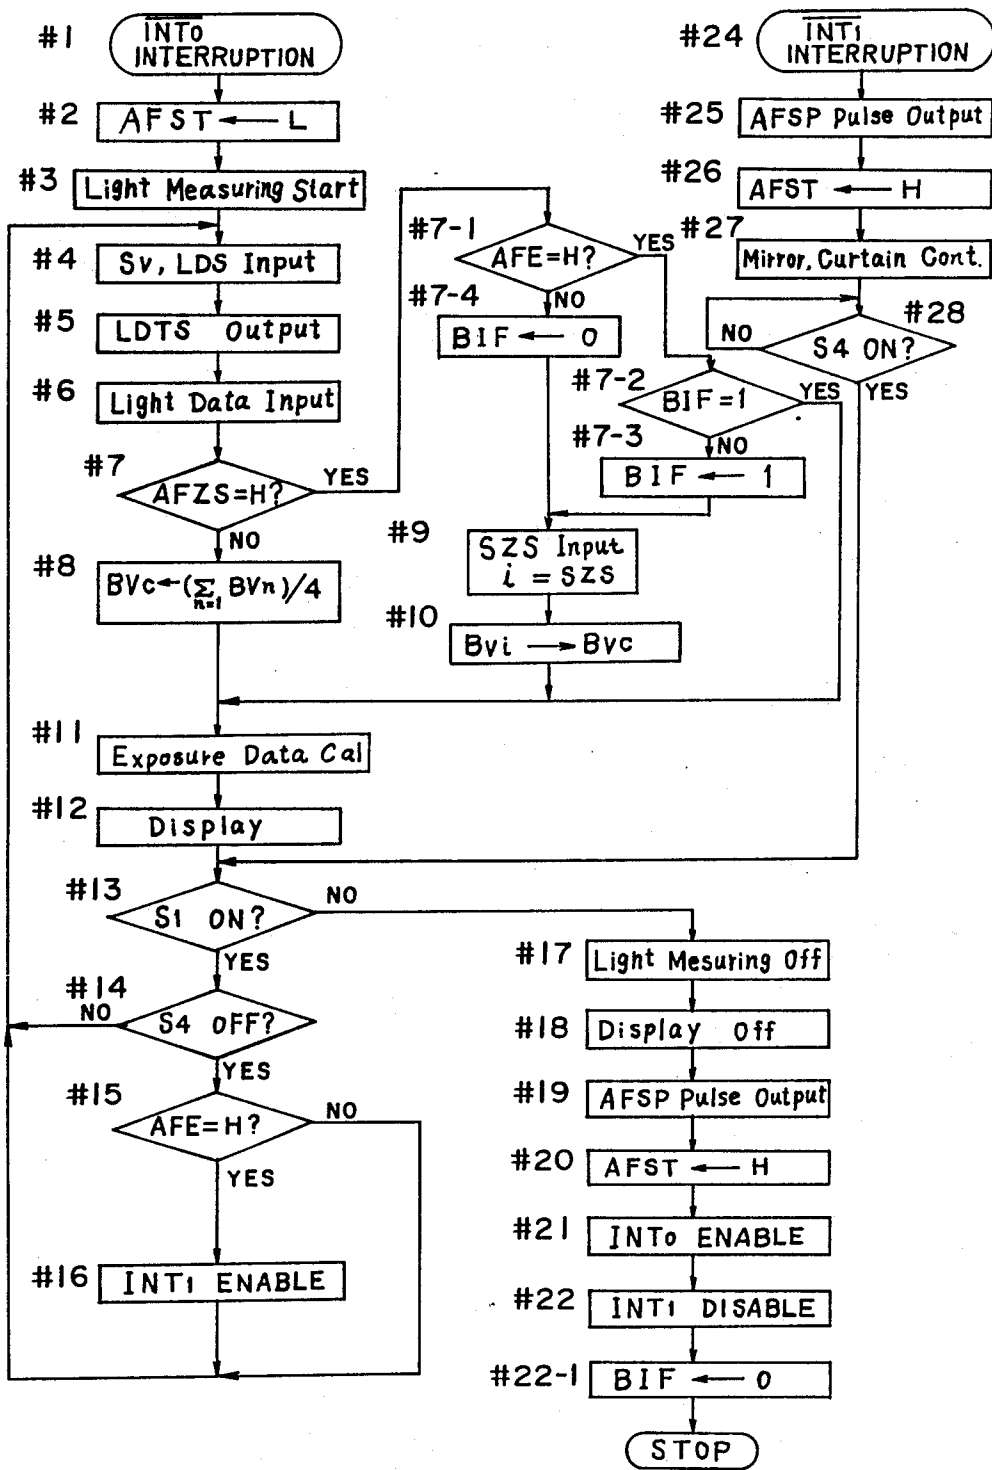 #1
INT0
INTERRUPTION
#2
AFST ← L
#3
Light Measuring Start
#4
Sv, LDS Input
#5
LDTS Output
#6
Light Data Input
#7
AFZS=H?
YES
NO
#8
BVc←(∑ n=1 BVn)/4
#7-1
AFE=H?
YES
NO
#7-4
BIF ← 0
#7-2
BIF=1
YES
NO
#7-3
BIF ← 1
#9
SZS Input
i = SZS
#10
Bvi → Bvc
#11
Exposure Data Cal
#12
Display
#13
S1 ON?
NO
YES
#14
S4 OFF?
NO
YES
#15
AFE=H?
NO
YES
#16
INT1 ENABLE
#17
Light Mesuring Off
#18
Display Off
#19
AFSP Pulse Output
#20
AFST ← H
#21
INT0 ENABLE
#22
INT1 DISABLE
#22-1
BIF ← 0
STOP
#24
INT1
INTERRUPTION
#25
AFSP Pulse Output
#26
AFST ← H
#27
Mirror, Curtain Cont.
#28
S4 ON?
NO
YES